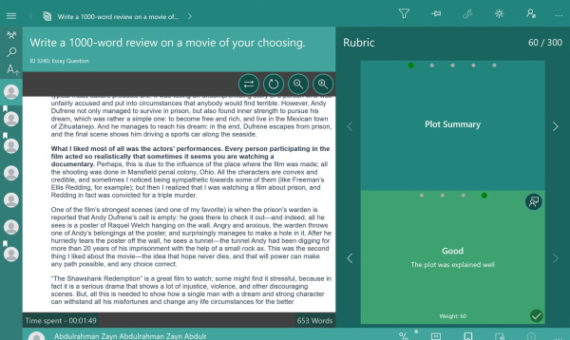 Write a 1000-word review on a movie of...
Write a 1000-word review on a movie of your choosing.
ID 3240, Essay Question
Rubric
60 / 300
unfairly accused and put into circumstances that anybody would find terrible. However, Andy
Dufrene not only managed to survive in prison, but also found inner strength to pursue his
dream, which was rather a simple one: to become free and rich, and live in the Mexican town
of Zihuatanejo. And he manages to reach his dream: in the end, Dufrene escapes from prison,
and the final scene shows him driving a sports car along the seaside.
What I liked most of all was the actors' performances. Every person participating in the
film acted so realistically that sometimes it seems you are watching a
documentary. Perhaps, this is due to the influence of the place where the film was made; all
the shooting was done in Mansfield penal colony, Ohio. All the characters are convex and
credible, and sometimes I noticed being sympathetic towards some of them (like Freeman's
Ellis Redding, for example); but then I realized that I was watching a film about prison, and
Redding in fact was convicted for a triple murder.
One of the film's strongest scenes (and one of my favorite) is when the prison's warden is
reported that Andy Dufrene's cell is empty: he goes there to check it out—and indeed, all he
sees is a poster of Raquel Welch hanging on the wall. Angry and anxious, the warden throws
one of Andy's belongings at the poster, and surprisingly manages to make a hole in it. After he
hurriedly tears the poster off the wall, he sees a tunnel—the tunnel Andy had been digging for
more than 20 years of his imprisonment with the help of a small rock ax. This was the second
thing I liked about the movie—the idea that hope never dies, and that will power can make
any path possible, and any choice correct.
"The Shawshank Redemption" is a great film to watch; some might find it stressful, because in
fact it is a serious drama that shows a lot of injustice, violence, and other discouraging
scenes. But, all this is needed to show how a single man with a dream and strong character
can withstand all his misfortunes and change any life circumstances for the better
Plot Summary
Good
The plot was explained well
Weight: 60
Time spent - 00:01:49
653 Words
Abdulrahman Zayn Abdulrahman Zayn Abdulr